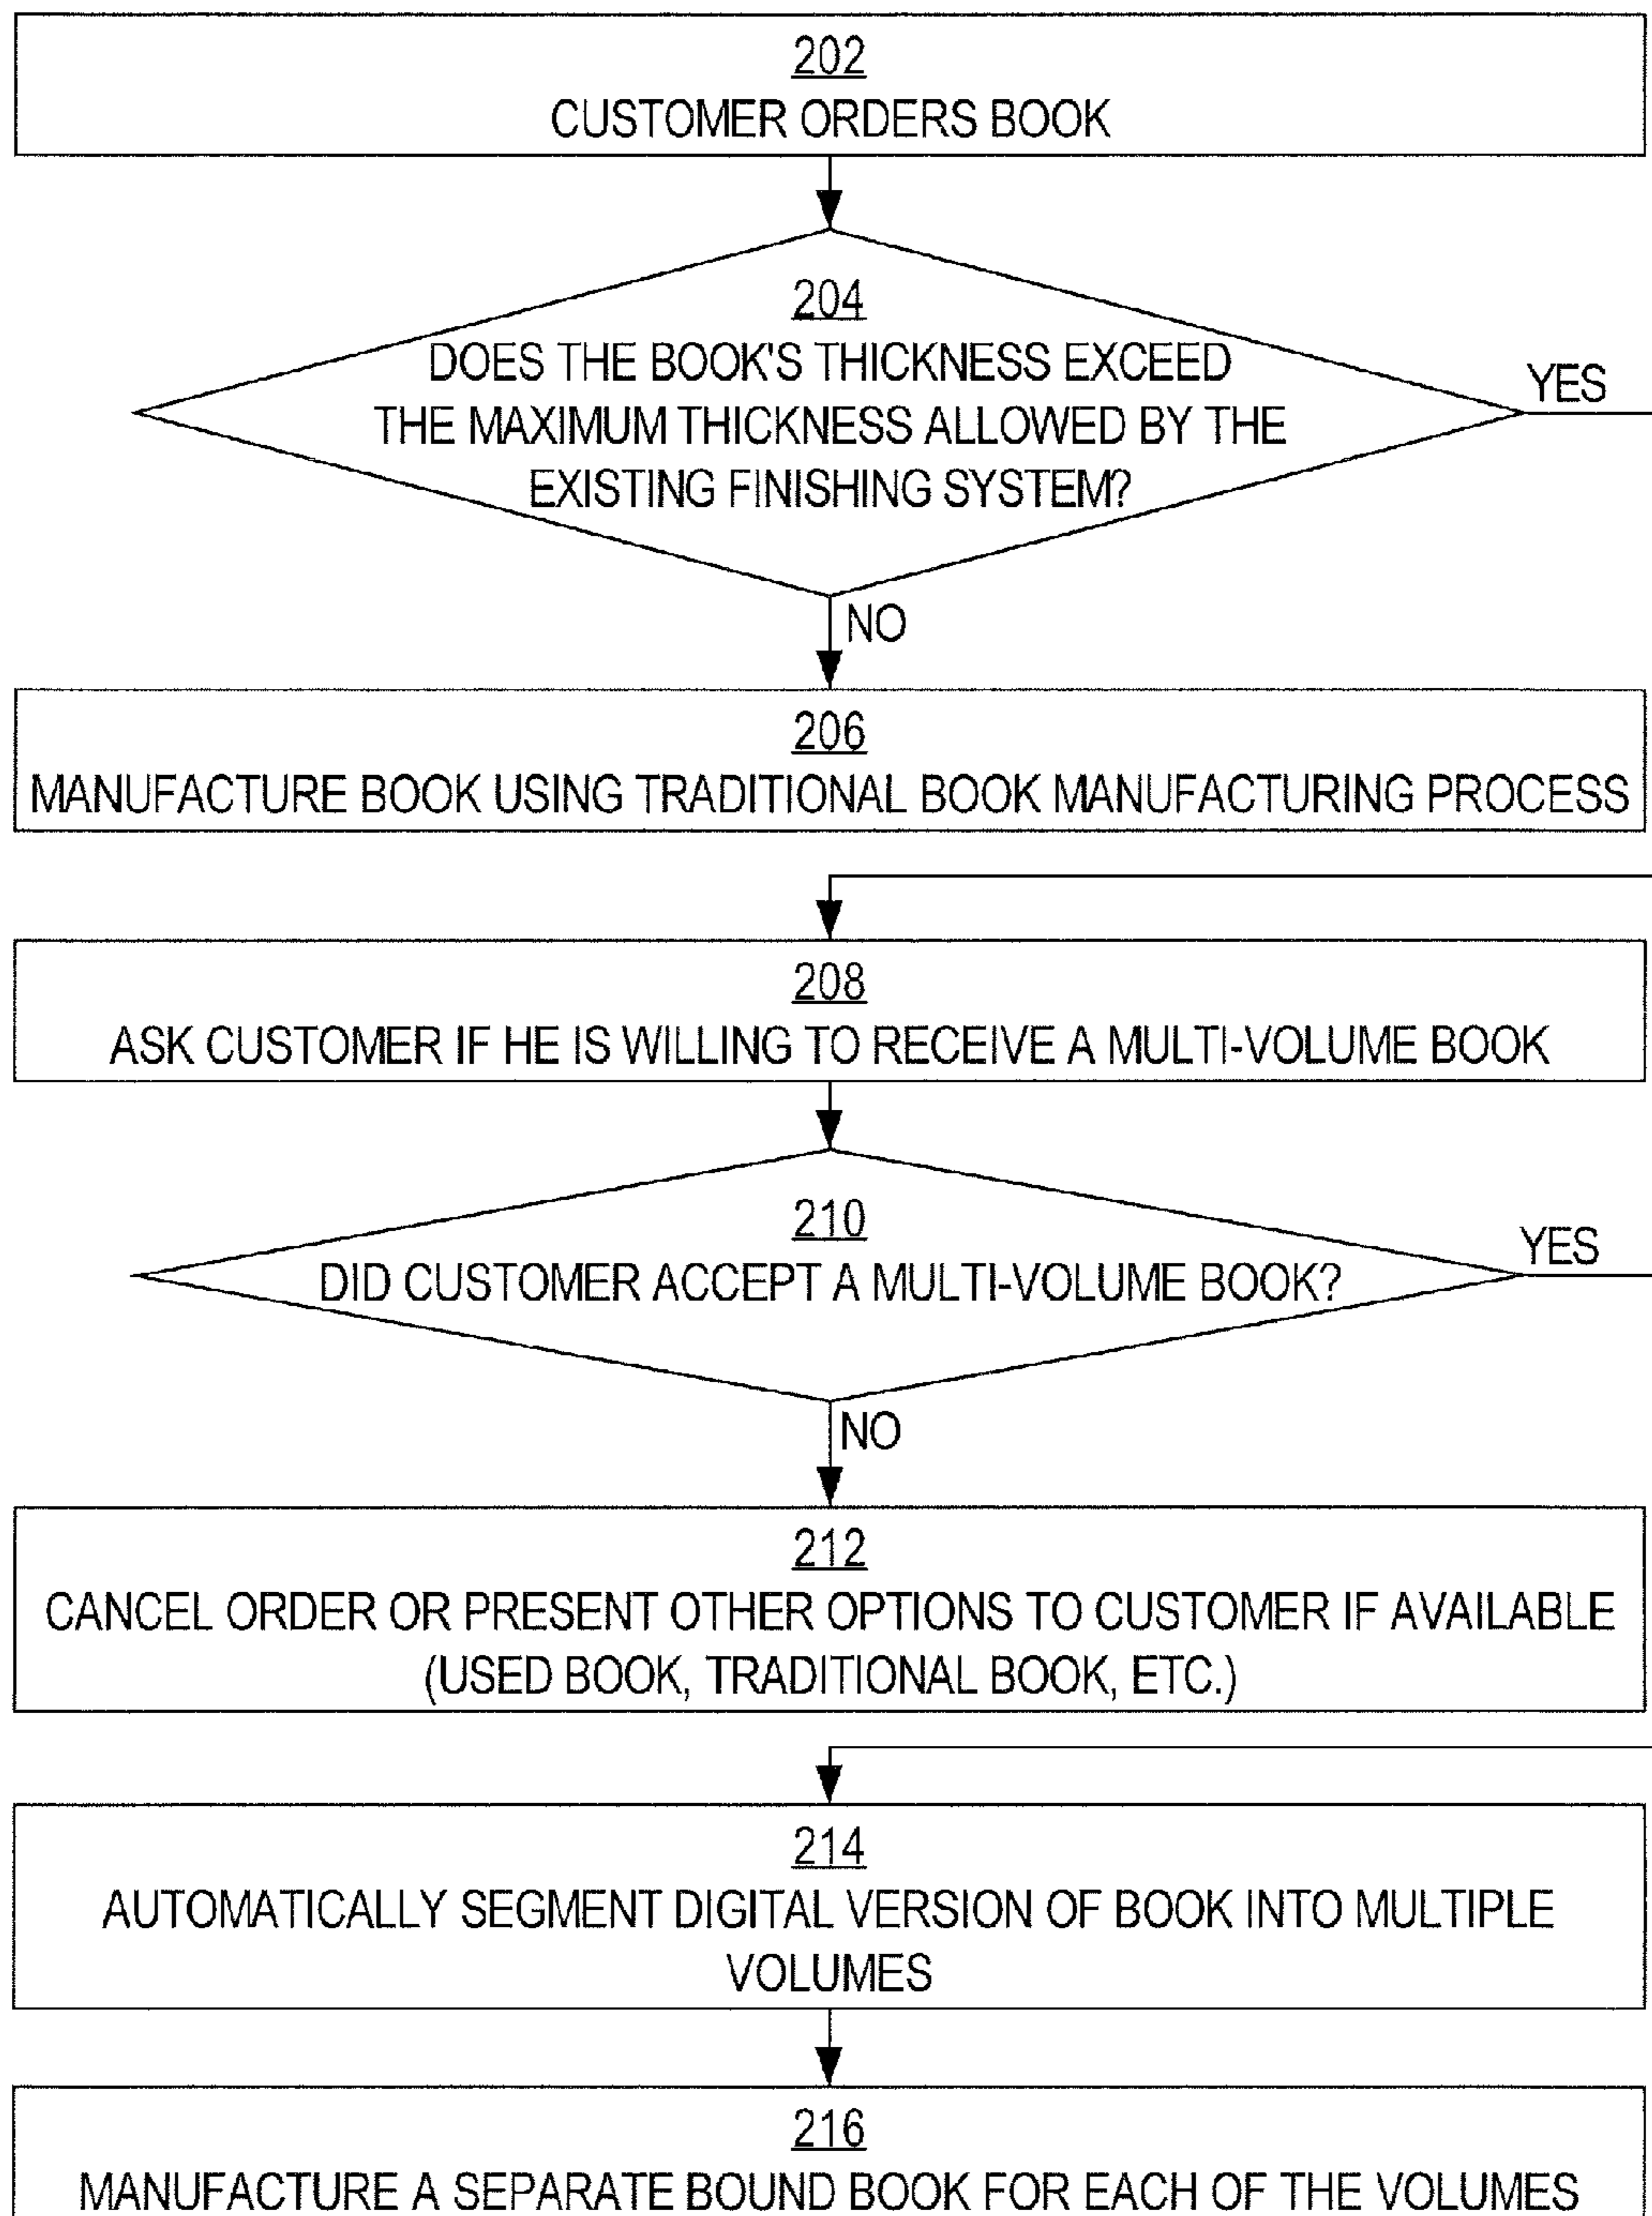 202
CUSTOMER ORDERS BOOK
204
DOES THE BOOK'S THICKNESS EXCEED
THE MAXIMUM THICKNESS ALLOWED BY THE
EXISTING FINISHING SYSTEM?
YES
NO
206
MANUFACTURE BOOK USING TRADITIONAL BOOK MANUFACTURING PROCESS
208
ASK CUSTOMER IF HE IS WILLING TO RECEIVE A MULTI-VOLUME BOOK
210
DID CUSTOMER ACCEPT A MULTI-VOLUME BOOK?
YES
NO
212
CANCEL ORDER OR PRESENT OTHER OPTIONS TO CUSTOMER IF AVAILABLE
(USED BOOK, TRADITIONAL BOOK, ETC.)
214
AUTOMATICALLY SEGMENT DIGITAL VERSION OF BOOK INTO MULTIPLE
VOLUMES
216
MANUFACTURE A SEPARATE BOUND BOOK FOR EACH OF THE VOLUMES